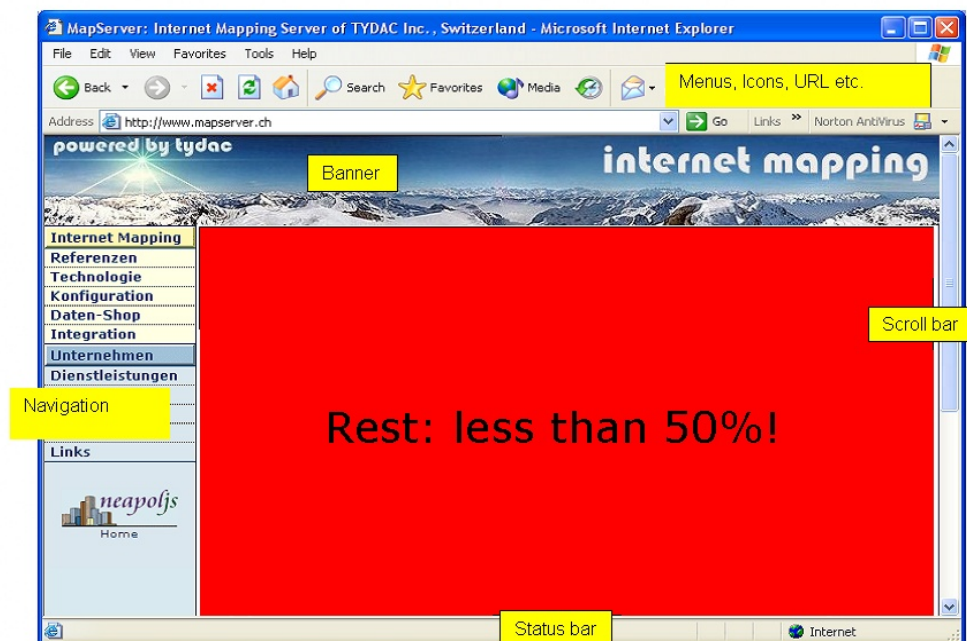 MapServer: Internet Mapping Server of TYDAC Inc., Switzerland - Microsoft Internet Explorer
File Edit View Favorites Tools Help
Back Search Favorites Media
Menus, Icons, URL etc.
Address http://www.mapserver.ch Go Links » Norton AntiVirus
powered by tydac
internet mapping
Banner
Internet Mapping
Referenzen
Technologie
Konfiguration
Daten-Shop
Integration
Scroll bar
Unternehmen
Dienstleistungen
Navigation
Rest: less than 50%!
Links
neapoljs
Home
Status bar
Internet